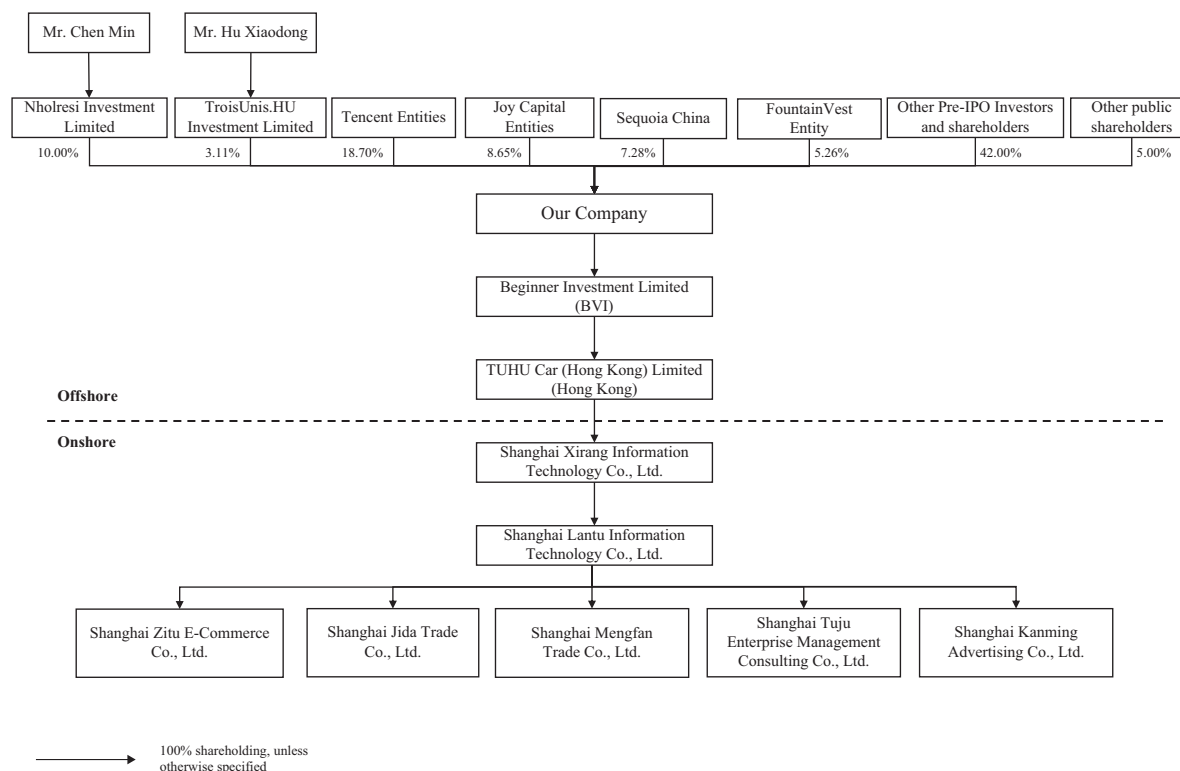 Mr. Chen Min
Mr. Hu Xiaodong
Nholresi Investment
Limited
TroisUnis.HU
Investment Limited
Tencent Entities
Joy Capital
Entities
Sequoia China
FountainVest
Entity
Other Pre-IPO Investors
and shareholders
Other public
shareholders
10.00%
3.11%
18.70%
8.65%
7.28%
5.26%
42.00%
5.00%
Our Company
Beginner Investment Limited
(BVI)
TUHU Car (Hong Kong) Limited
(Hong Kong)
Offshore
Onshore
Shanghai Xirang Information
Technology Co., Ltd.
Shanghai Lantu Information
Technology Co., Ltd.
Shanghai Zitu E-Commerce
Co., Ltd.
Shanghai Jida Trade
Co., Ltd.
Shanghai Mengfan
Trade Co., Ltd.
Shanghai Tuju
Enterprise Management
Consulting Co., Ltd.
Shanghai Kanming
Advertising Co., Ltd.
100% shareholding, unless
otherwise specified